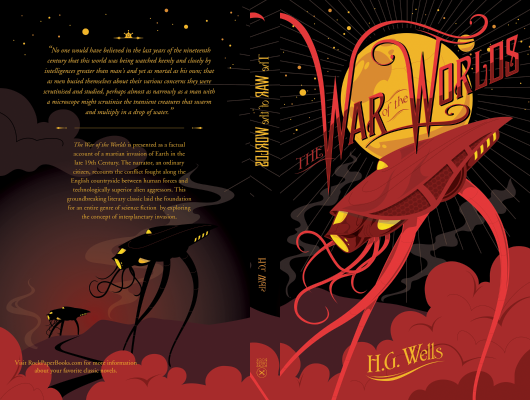 "No one would have believed in the last years of the nineteenth
century that this world was being watched keenly and closely by
intelligences greater than man's and yet as mortal as his own; that
as men busied themselves about their various concerns they were
scrutinised and studied, perhaps almost as narrowly as a man with
a microscope might scrutinise the transient creatures that swarm
and multiply in a drop of water."
The War of the Worlds is presented as a factual
account of a martian invasion of Earth in the
late 19th Century. The narrator, an ordinary
citizen, recounts the conflict fought along the
English countryside between human forces and
technologically superior alien aggressors. This
groundbreaking literary classic laid the foundation
for an entire genre of science fiction by exploring
the concept of interplanetary invasion.
Visit RockPaperBooks.com for more information
about your favorite classic novels.
The WAR of the WORLDS
H.G. Wells
THE WAR of the WORLDS
H.G. Wells